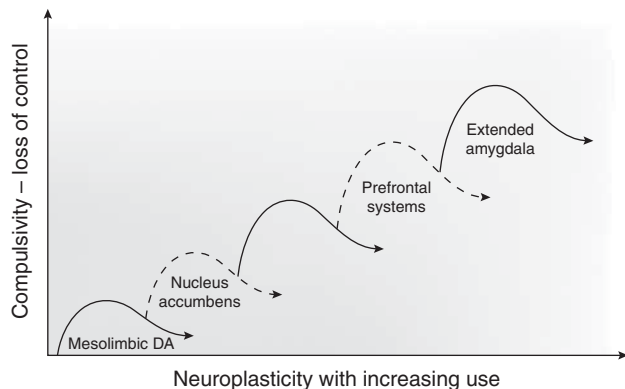 Compulsivity – loss of control
Extended
amygdala
Prefrontal
systems
Nucleus
accumbens
Mesolimbic DA
Neuroplasticity with increasing use